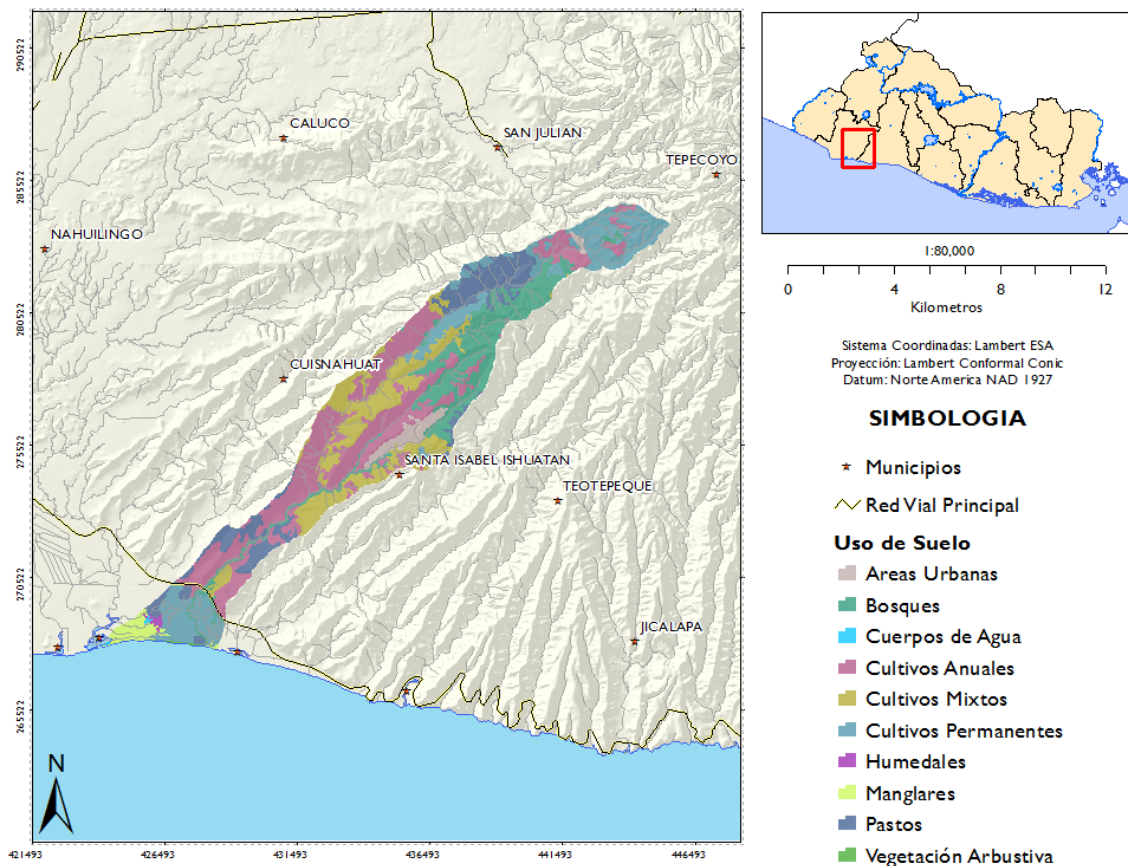 290522
285522
280522
275522
270522
265522
CALUCO
SAN JULIAN
TEPECOYO
NAHUILINGO
CUISNAHUAT
SANTA ISABEL ISHUATAN
TEOTEPEQUE
JICALAPA
N
421493
426493
431493
436493
441493
446493
1:80,000
0 4 8 12
Kilometros
Sistema Coordinadas: Lambert ESA
Proyección: Lambert Conformal Conic
Datum: Norte America NAD 1927
SIMBOLOGIA
Municipios
Red Vial Principal
Uso de Suelo
Areas Urbanas
Bosques
Cuerpos de Agua
Cultivos Anuales
Cultivos Mixtos
Cultivos Permanentes
Humedales
Manglares
Pastos
Vegetación Arbustiva